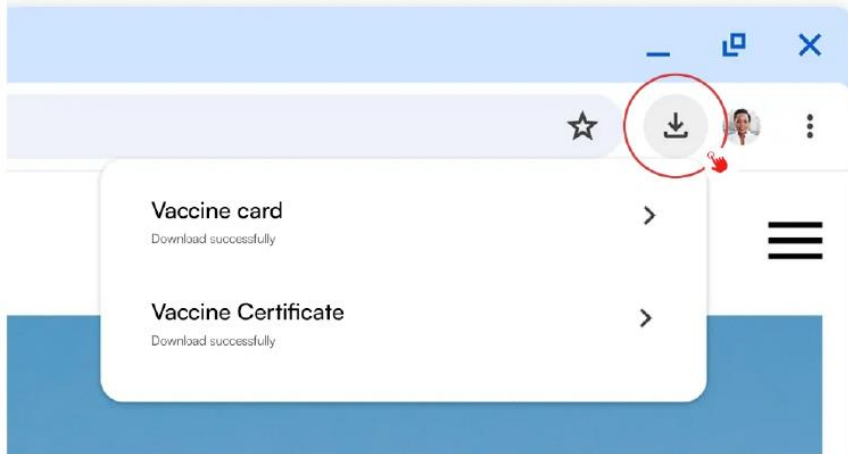 Vaccine card
Download successfully
Vaccine Certificate
Download successfully